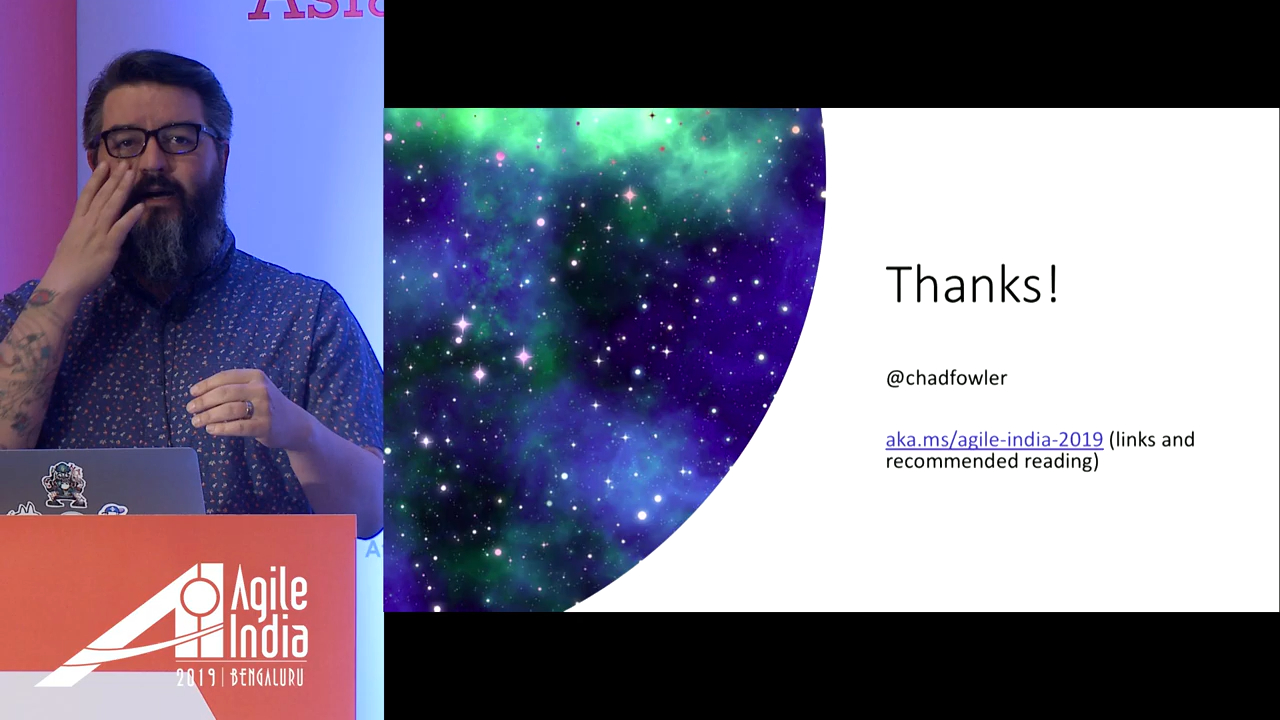 Agile
India
2019 | BENGALURU
Thanks!
@chadfowler
aka.ms/agile-india-2019 (links and
recommended reading)